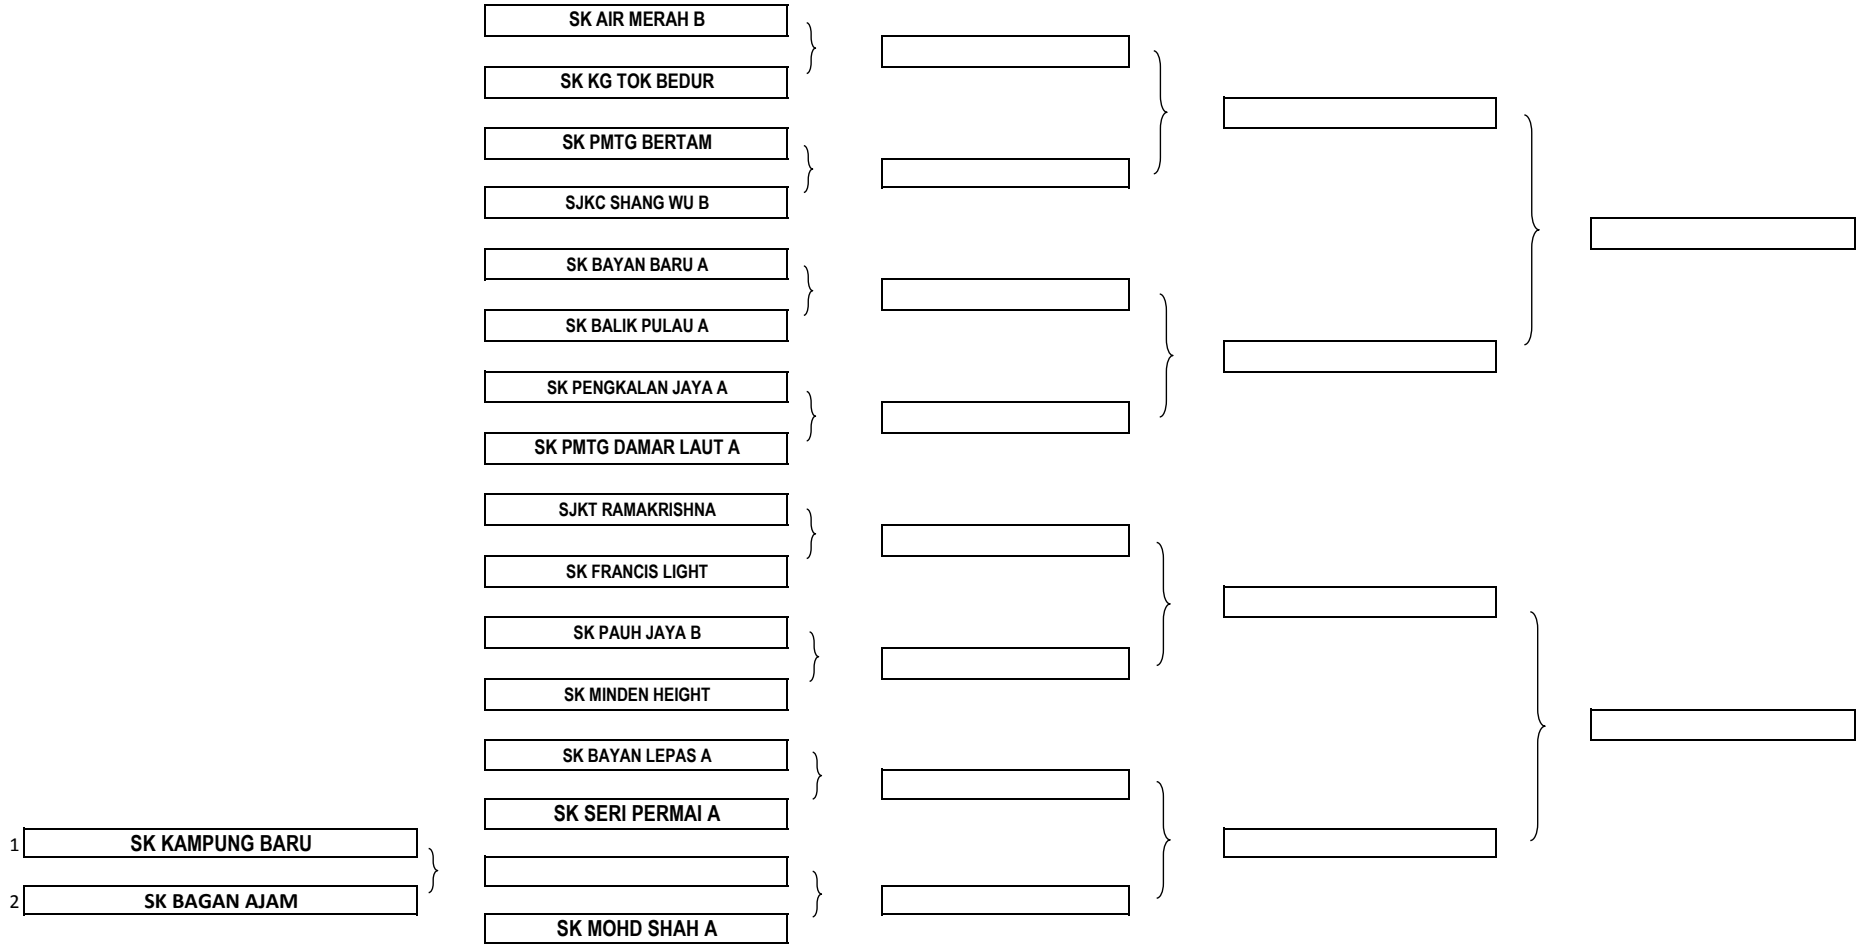 SK AIR MERAH B
SK KG TOK BEDUR
SK PMTG BERTAM
SJKC SHANG WU B
SK BAYAN BARU A
SK BALIK PULAU A
SK PENGKALAN JAYA A
SK PMTG DAMAR LAUT A
SJKT RAMAKRISHNA
SK FRANCIS LIGHT
SK PAUH JAYA B
SK MINDEN HEIGHT
SK BAYAN LEPAS A
SK SERI PERMAI A
1 SK KAMPUNG BARU
2 SK BAGAN AJAM
SK MOHD SHAH A